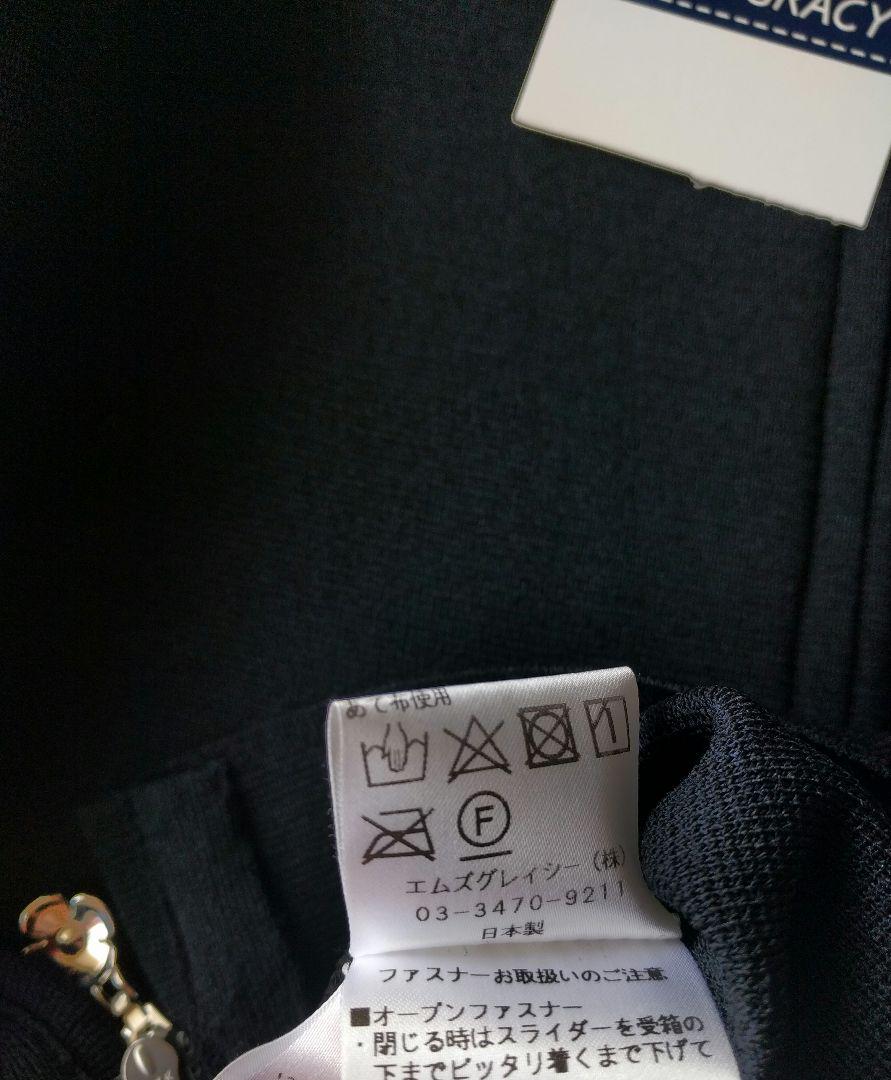 RACY
あて布使用
F
エムズグレイシー(株)
03-3470-9211
日本製
ファスナーお取扱いのご注意
■オープンファスナー
・閉じる時はスライダーを受箱の
下までピッタリ着くまで下げて